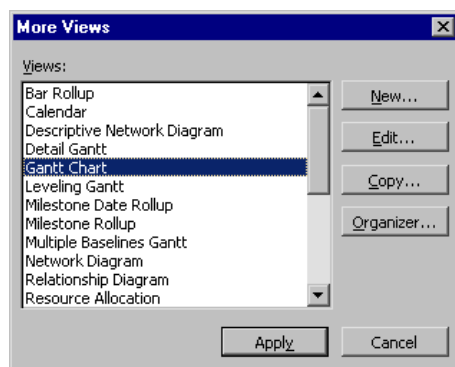 More Views
Views:
Bar Rollup
Calendar
Descriptive Network Diagram
Detail Gantt
Gantt Chart
Leveling Gantt
Milestone Date Rollup
Milestone Rollup
Multiple Baselines Gantt
Network Diagram
Relationship Diagram
Resource Allocation
New...
Edit...
Copy...
Organizer...
Apply
Cancel